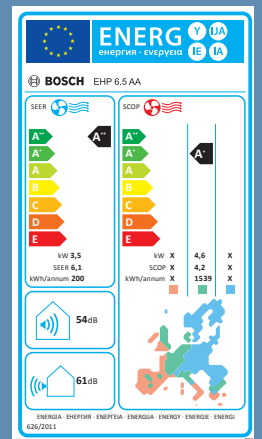 ENERG Y IJA
енергия · ενεργεια IE IA
BOSCH EHP 6.5 AA
SEER SCOP
A++ A++ A++
A+ A+ A+
A A
B B
C C
D D
E E
kW 3,5 kW X 4,6 X
SEER 6,1 SCOP X 4,2 X
kWh/annum 200 kWh/annum X 1539 X
54dB
61dB
ENERGIA · ЕНЕРГИЯ · ΕΝΕΡΓΕΙΑ · ENERGIJA · ENERGY · ENERGIE · ENERGI
626/2011